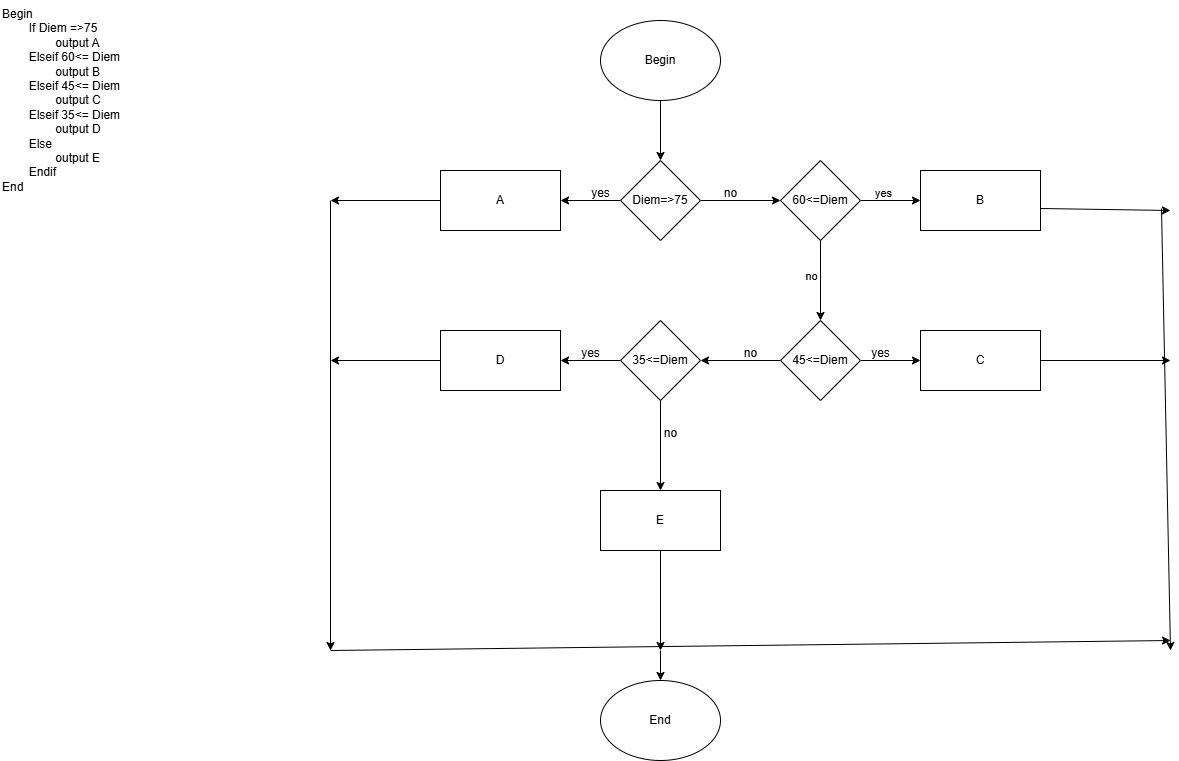 Begin
If Diem =>75
output A
Elseif 60<= Diem
output B
Elseif 45<= Diem
output C
Elseif 35<= Diem
output D
Else
output E
Endif
End
Begin
A
yes
Diem=>75
no
60<=Diem
yes
B
no
D
yes
35<=Diem
no
45<=Diem
yes
C
no
E
End